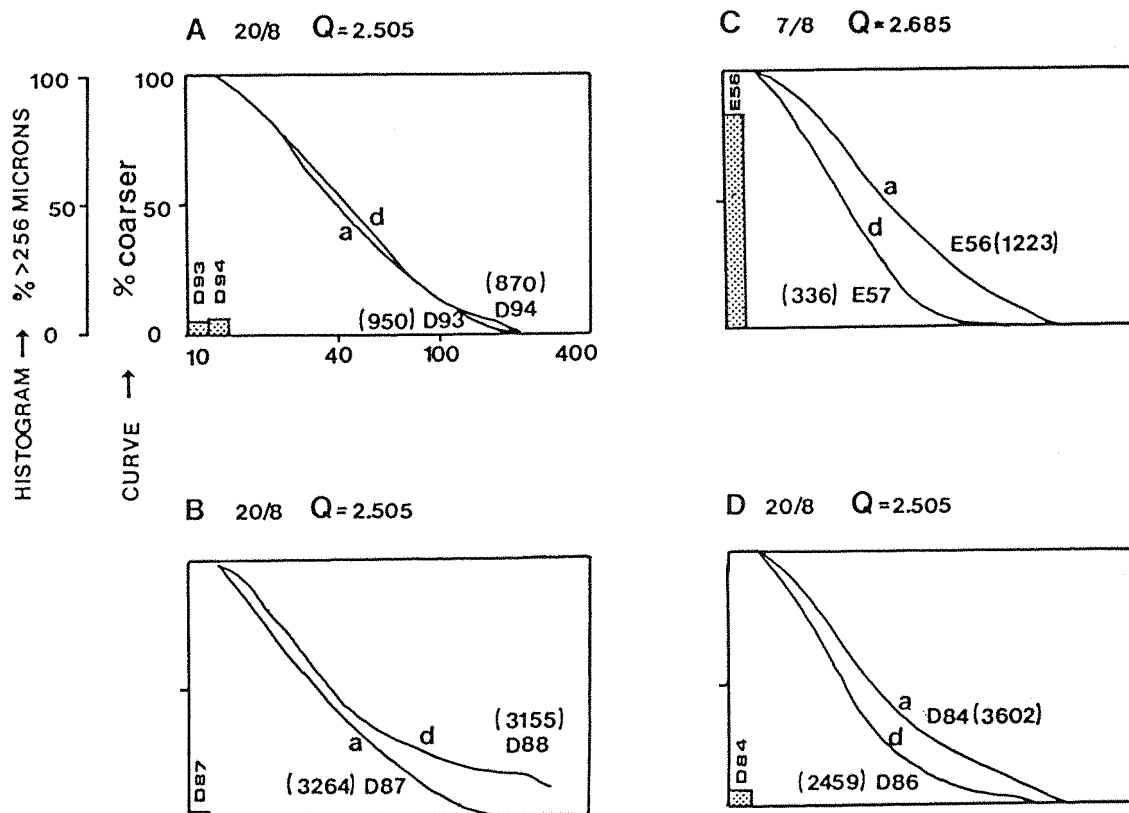 A 20/8 Q=2.505
HISTOGRAM → % >256 MICRONS
100
50
0
CURVE → % coarser
100
50
0
D93
D94
a
d
(950) D93
(870)
D94
10
40
100
400
C 7/8 Q=2.685
E56
a
d
E56(1223)
(336) E57
B 20/8 Q=2.505
D87
a
d
(3155)
D88
(3264) D87
D 20/8 Q=2.505
D84
a
d
D84(3602)
(2459) D86